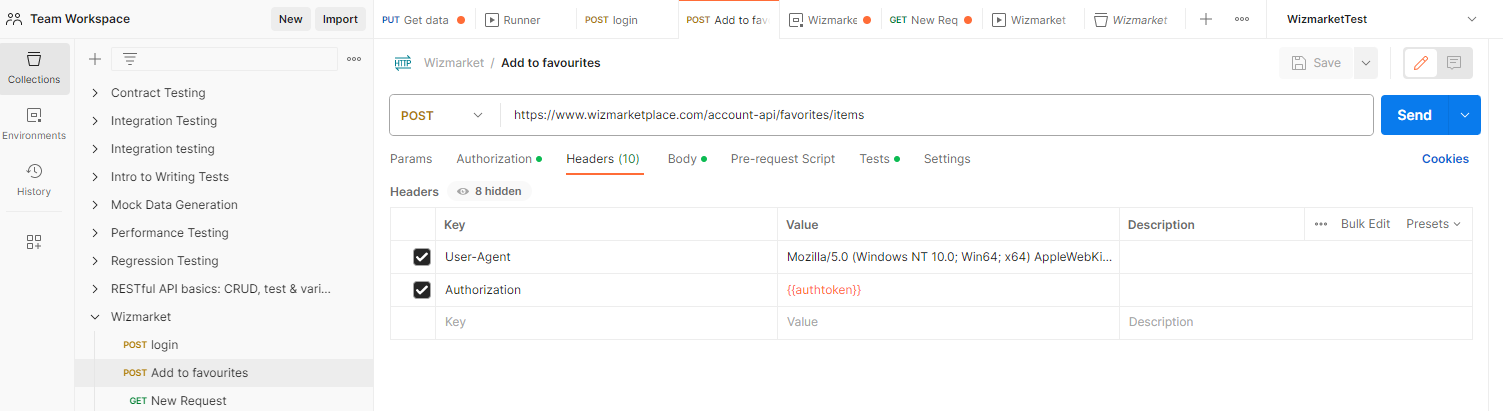 Team Workspace New Import
PUT Get data Runner POST login POST Add to fav Wizmarke GET New Req Wizmarket Wizmarket WizmarketTest
Collections
Environments
History
Contract Testing
Integration Testing
Integration testing
Intro to Writing Tests
Mock Data Generation
Performance Testing
Regression Testing
RESTful API basics: CRUD, test & vari...
Wizmarket
POST login
POST Add to favourites
GET New Request
HTTP Wizmarket / Add to favourites Save
POST https://www.wizmarketplace.com/account-api/favorites/items Send
Params Authorization Headers (10) Body Pre-request Script Tests Settings Cookies
Headers 8 hidden
Key Value Description Bulk Edit Presets
User-Agent Mozilla/5.0 (Windows NT 10.0; Win64; x64) AppleWebKi...
Authorization {{authtoken}}
Key Value Description